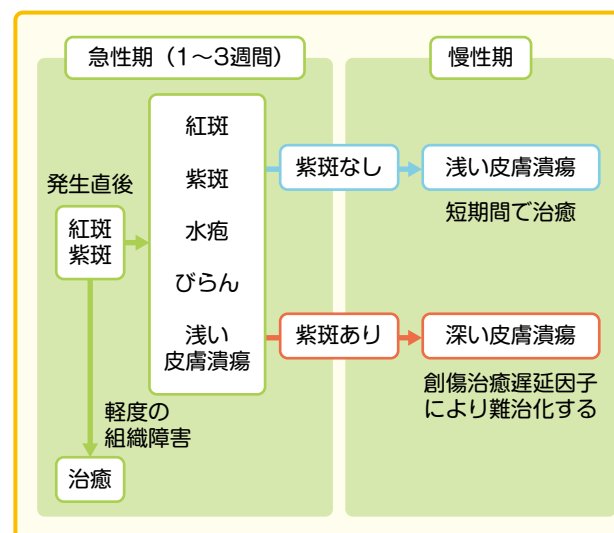 急性期（1〜3週間）
慢性期
発生直後
紅斑
紫斑
紅斑
紫斑
水疱
びらん
浅い
皮膚潰瘍
紫斑なし
浅い皮膚潰瘍
短期間で治癒
紫斑あり
深い皮膚潰瘍
創傷治癒遅延因子
により難治化する
軽度の
組織障害
治癒